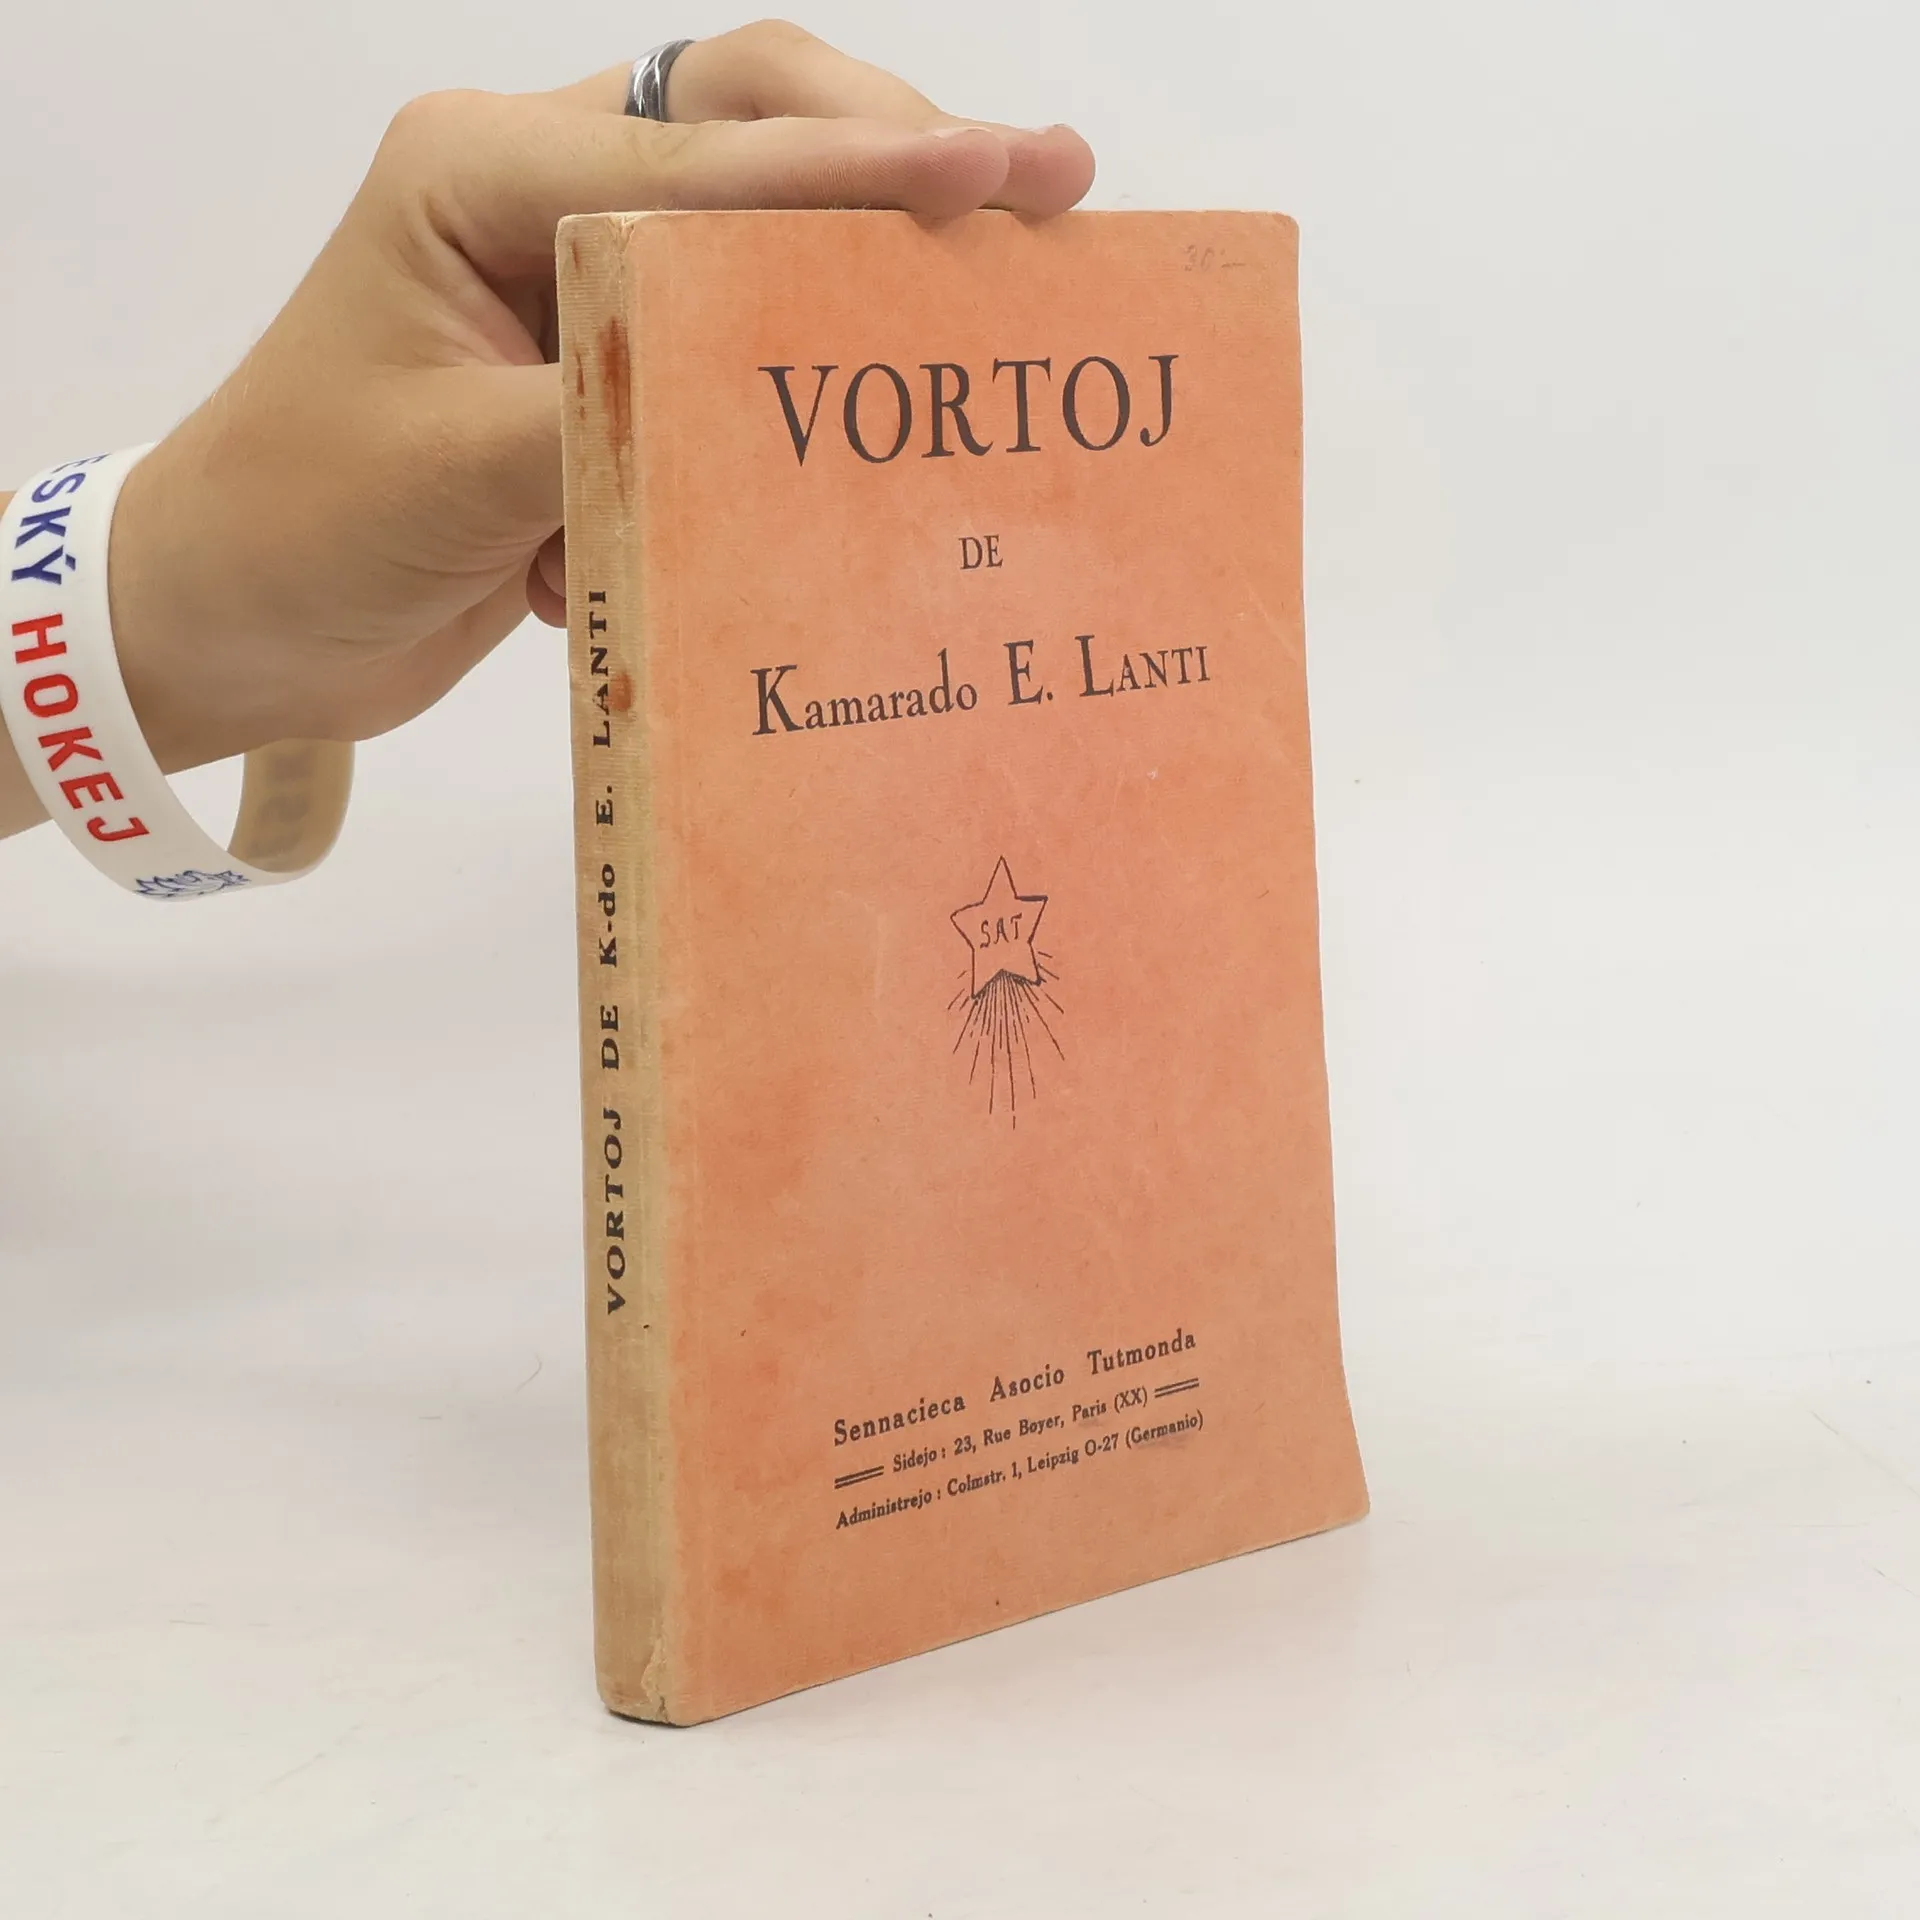 30.—
VORTOJ
DE
Kamarado E. LANTI
SAT
Sennacieca Asocio Tutmonda
Sidejo : 23, Rue Boyer, Paris (XX)
Administrejo : Colmstr. 1, Leipzig O-27 (Germanio)
VORTOJ DE K-do E. LANTI
ESKÝ HOKEJ